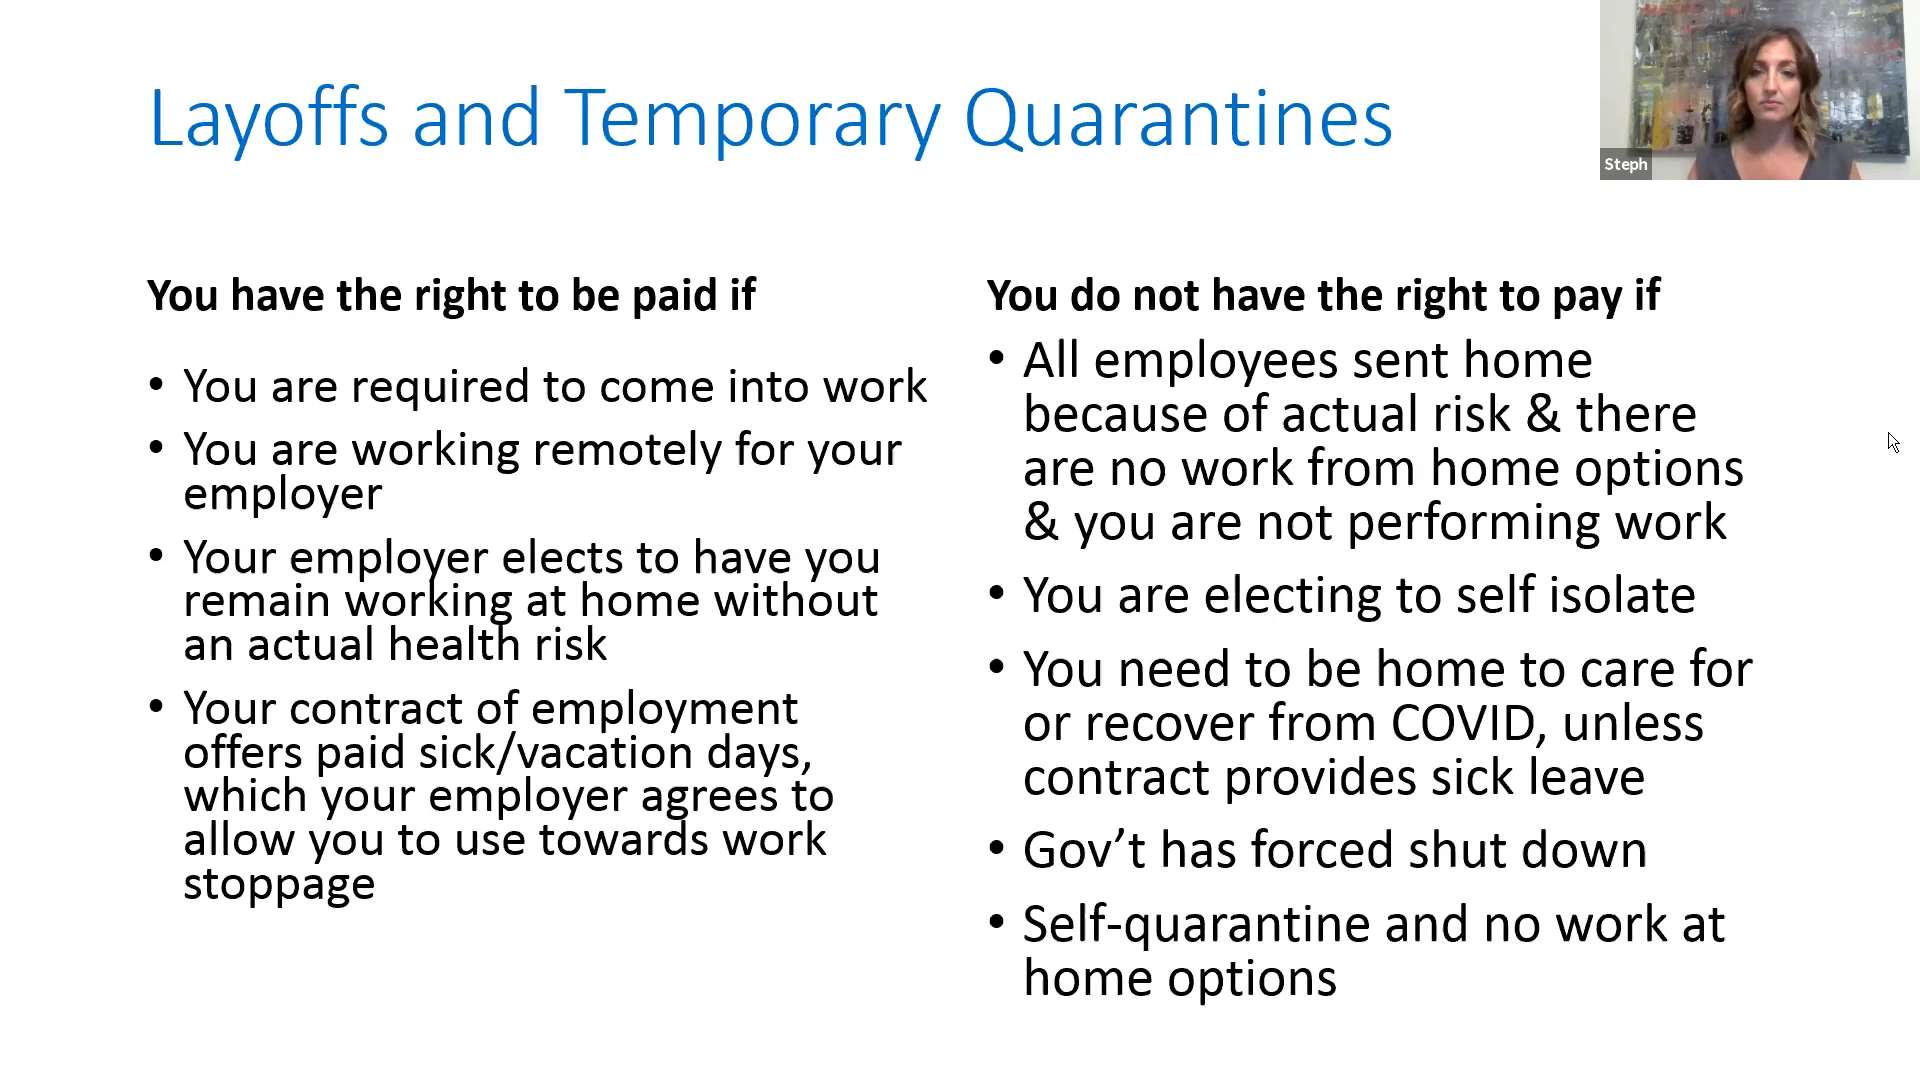 Layoffs and Temporary Quarantines
Steph
You have the right to be paid if
• You are required to come into work
• You are working remotely for your
employer
• Your employer elects to have you
remain working at home without
an actual health risk
• Your contract of employment
offers paid sick/vacation days,
which your employer agrees to
allow you to use towards work
stoppage
You do not have the right to pay if
• All employees sent home
because of actual risk & there
are no work from home options
& you are not performing work
• You are electing to self isolate
• You need to be home to care for
or recover from COVID, unless
contract provides sick leave
• Gov’t has forced shut down
• Self-quarantine and no work at
home options